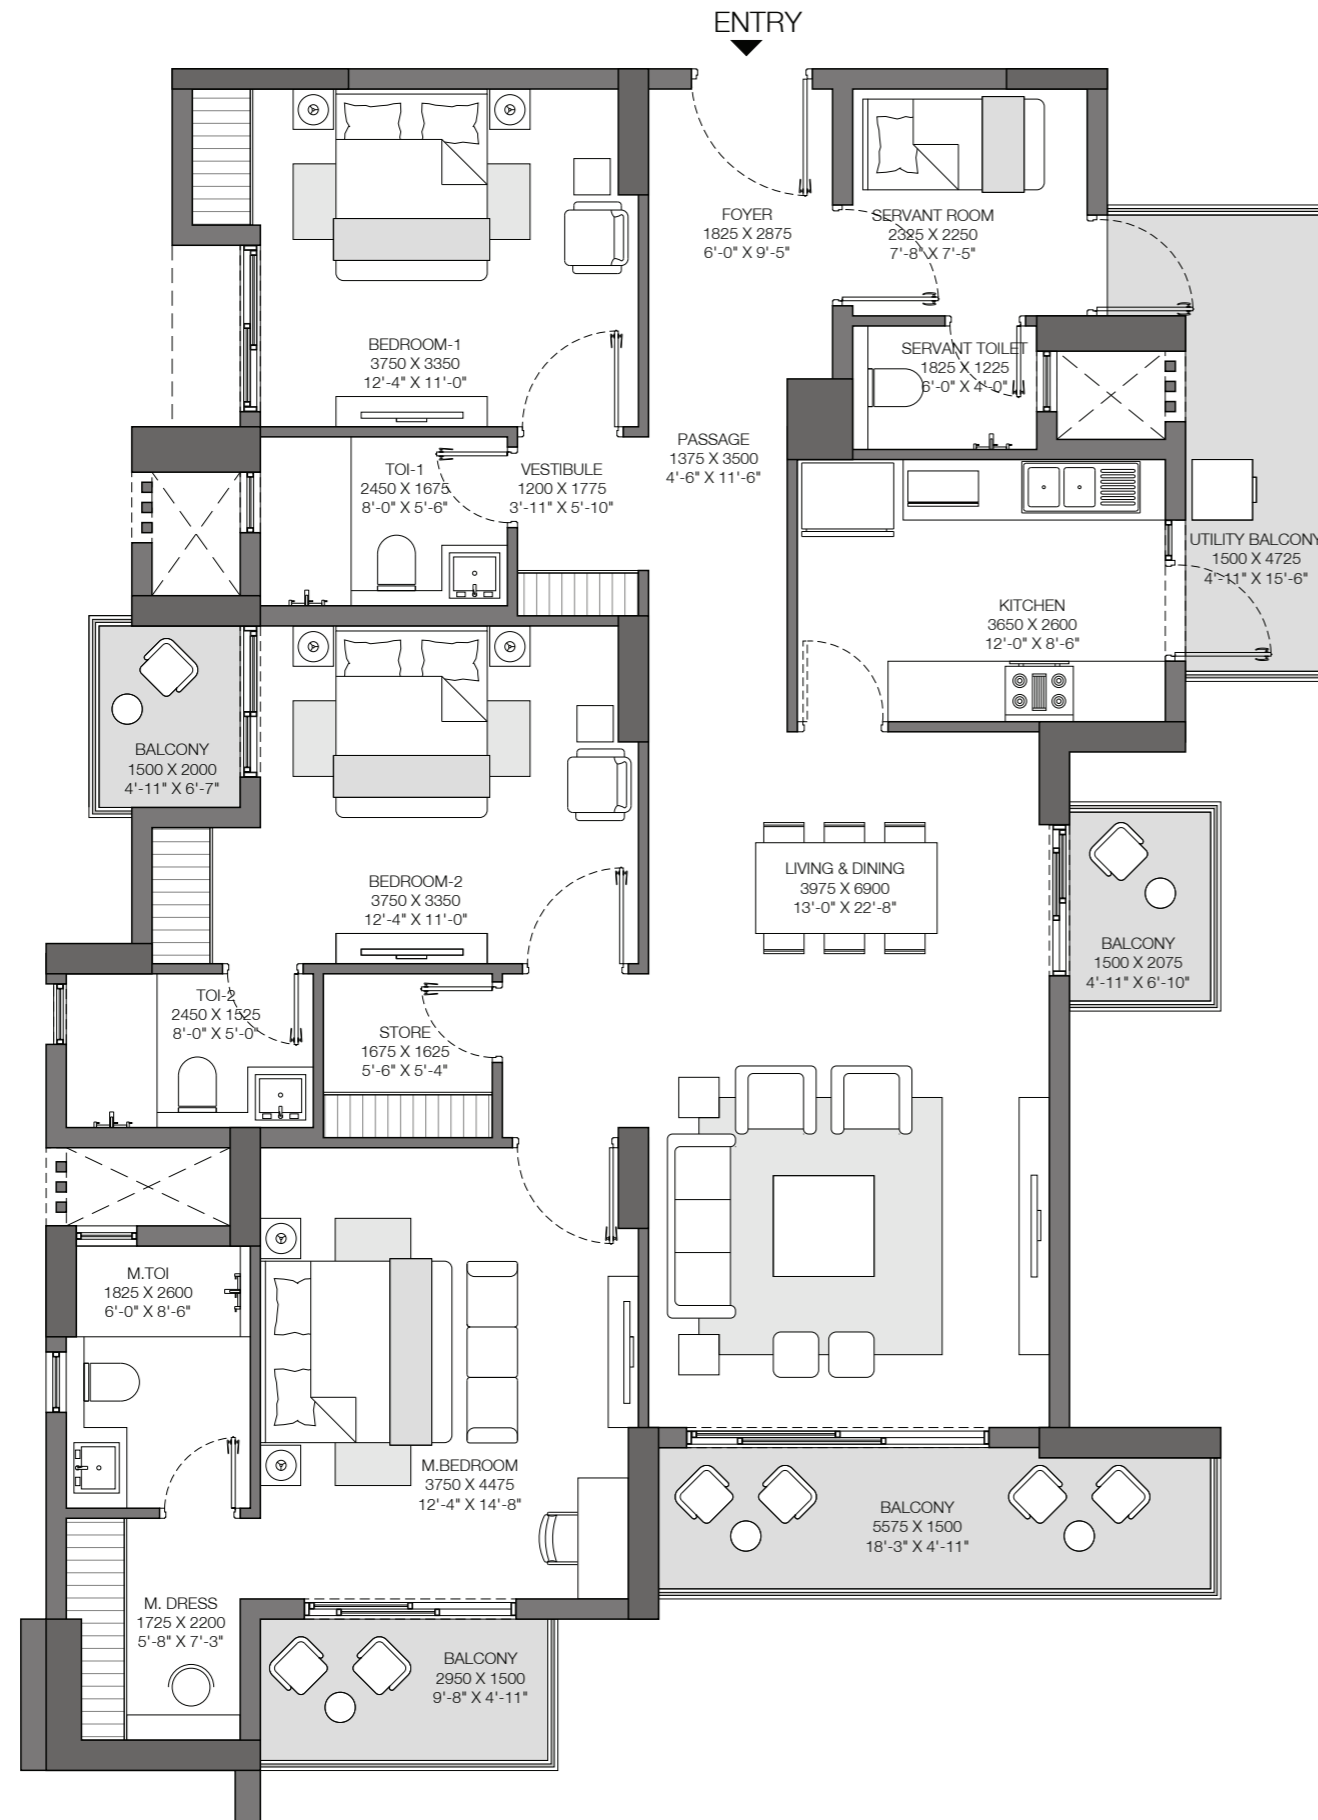 ENTRY
FOYER
1825 X 2875
6'-0" X 9'-5"
SERVANT ROOM
2325 X 2250
7'-8" X 7'-5"
BEDROOM-1
3750 X 3350
12'-4" X 11'-0"
SERVANT TOILET
1825 X 1225
6'-0" X 4'-0"
PASSAGE
1375 X 3500
4'-6" X 11'-6"
TOI-1
2450 X 1675
8'-0" X 5'-6"
VESTIBULE
1200 X 1775
3'-11" X 5'-10"
UTILITY BALCONY
1500 X 4725
4'-11" X 15'-6"
KITCHEN
3650 X 2600
12'-0" X 8'-6"
BALCONY
1500 X 2000
4'-11" X 6'-7"
LIVING & DINING
3975 X 6900
13'-0" X 22'-8"
BEDROOM-2
3750 X 3350
12'-4" X 11'-0"
BALCONY
1500 X 2075
4'-11" X 6'-10"
TOI-2
2450 X 1525
8'-0" X 5'-0"
STORE
1675 X 1625
5'-6" X 5'-4"
M.TOI
1825 X 2600
6'-0" X 8'-6"
M.BEDROOM
3750 X 4475
12'-4" X 14'-8"
BALCONY
5575 X 1500
18'-3" X 4'-11"
M. DRESS
1725 X 2200
5'-8" X 7'-3"
BALCONY
2950 X 1500
9'-8" X 4'-11"